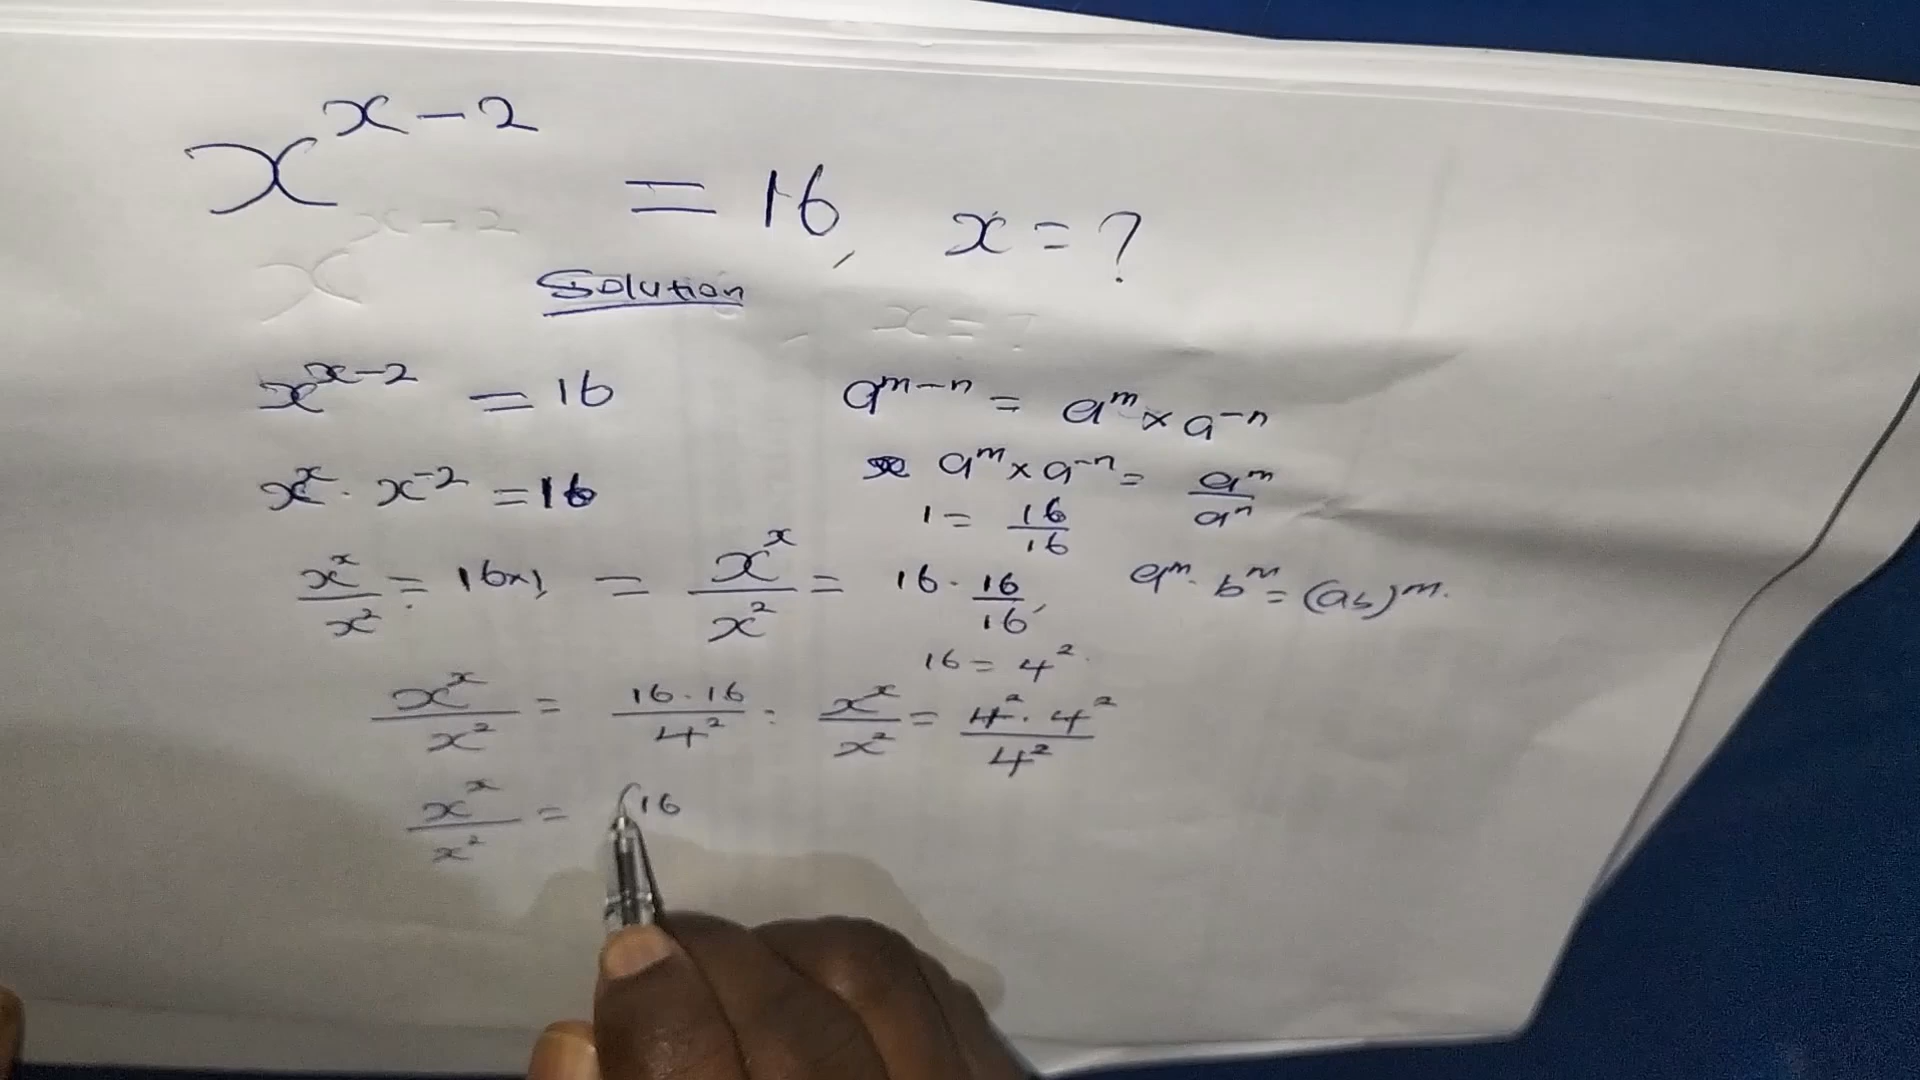 x^{x-2} = 16, x = ?
Solution
x^{x-2} = 16
a^{m-n} = a^m × a^{-n}
x^x · x^{-2} = 16
a^m × a^{-n} = a^m/a^n
1 = 16/16
x^x/x^2 = 16×1, = x^x/x^2 = 16 · 16/16,
a^m · b^m = (ab)^m.
16 = 4^2.
x^x/x^2 = 16·16/4^2 = x^x/x^2 = 4^2 · 4^2/4^2
x^x/x^2 = (16